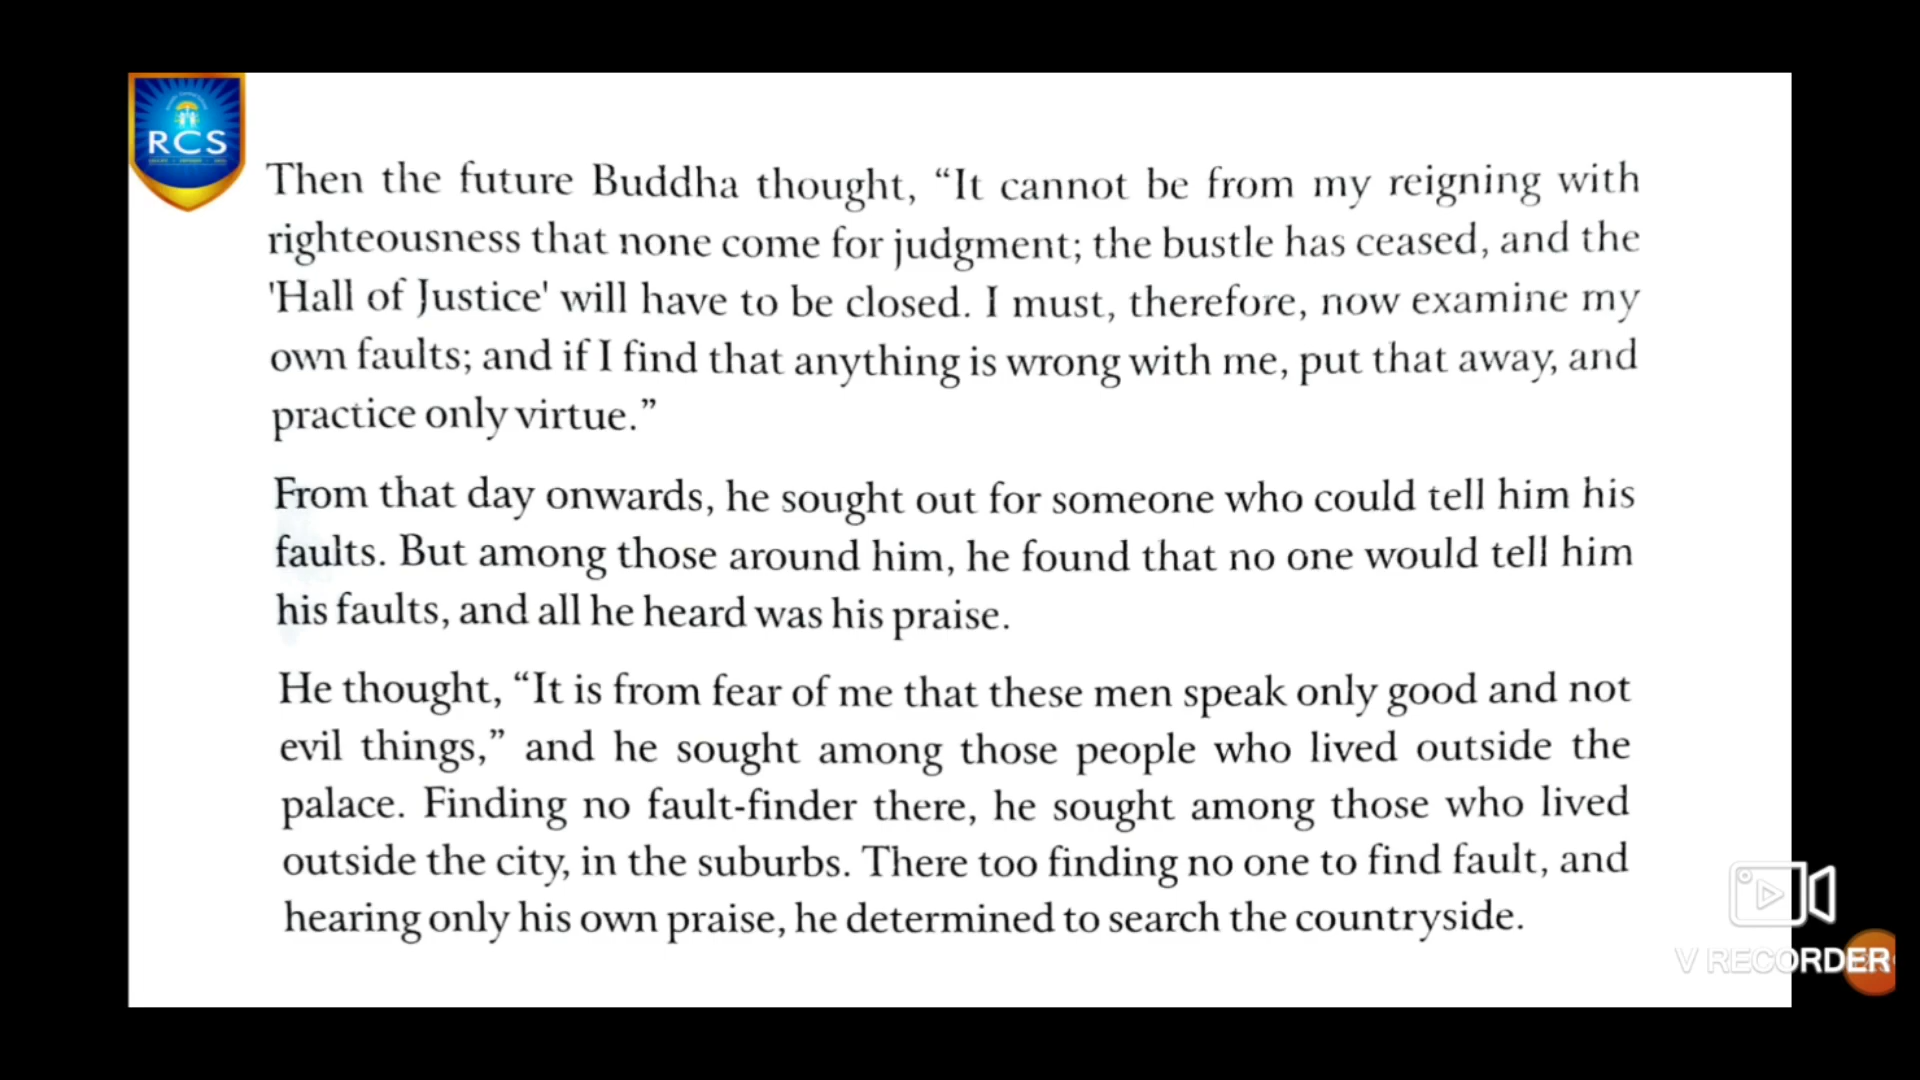 RCS
Then the future Buddha thought, “It cannot be from my reigning with
righteousness that none come for judgment; the bustle has ceased, and the
'Hall of Justice' will have to be closed. I must, therefore, now examine my
own faults; and if I find that anything is wrong with me, put that away, and
practice only virtue.”
From that day onwards, he sought out for someone who could tell him his
faults. But among those around him, he found that no one would tell him
his faults, and all he heard was his praise.
He thought, “It is from fear of me that these men speak only good and not
evil things,” and he sought among those people who lived outside the
palace. Finding no fault-finder there, he sought among those who lived
outside the city, in the suburbs. There too finding no one to find fault, and
hearing only his own praise, he determined to search the countryside.
V RECORDER